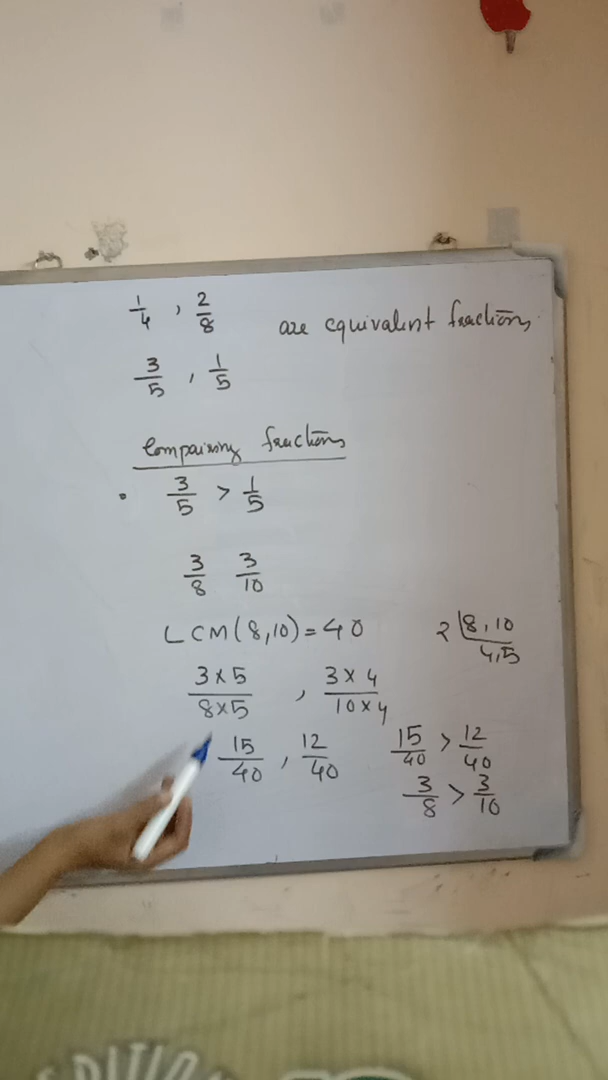 1/4 , 2/8 are equivalent fractions
3/5 , 1/5
Comparing fractions
• 3/5 > 1/5
3/8 3/10
LCM(8,10)=40 2 8,10
4,5
3×5/8×5 , 3×4/10×4
15/40 , 12/40 15/40 > 12/40
3/8 > 3/10
EDITION